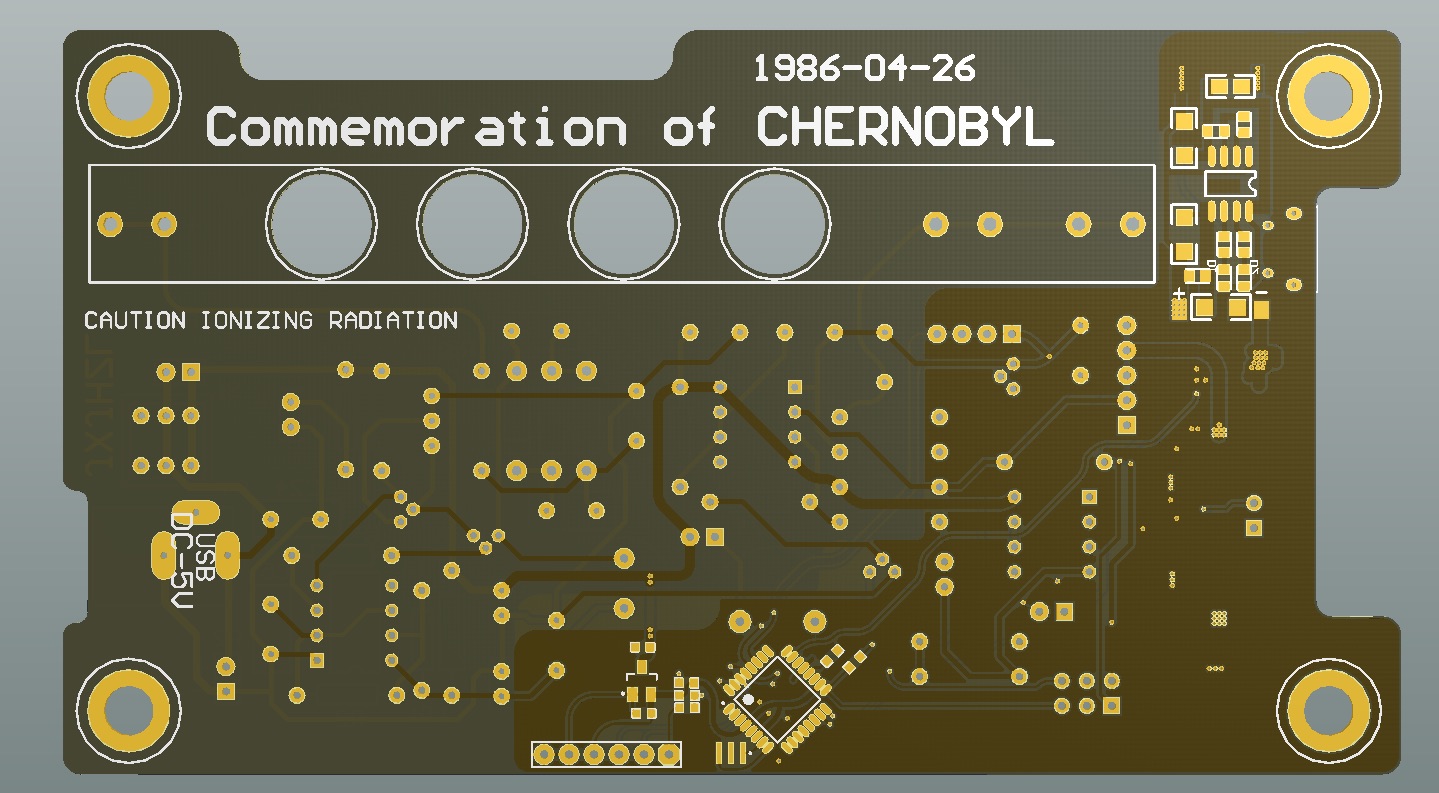 1986-04-26
Commemoration of CHERNOBYL
+ -
CAUTION IONIZING RADIATION
USB
DC-5V